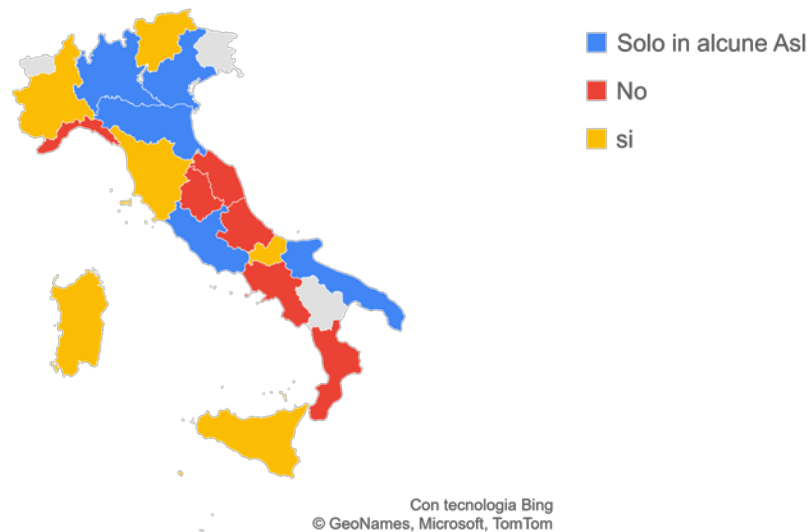 Solo in alcune Asl
No
si
Con tecnologia Bing
© GeoNames, Microsoft, TomTom